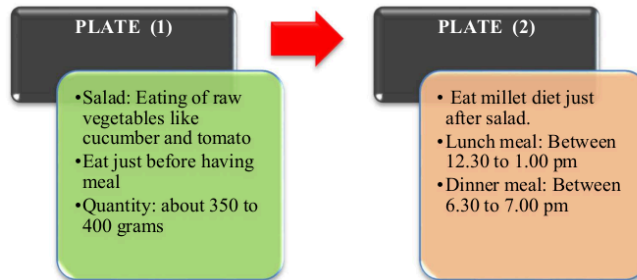 PLATE (1)
•Salad: Eating of raw
vegetables like
cucumber and tomato
•Eat just before having
meal
•Quantity: about 350 to
400 grams
PLATE (2)
• Eat millet diet just
after salad.
•Lunch meal: Between
12.30 to 1.00 pm
•Dinner meal: Between
6.30 to 7.00 pm